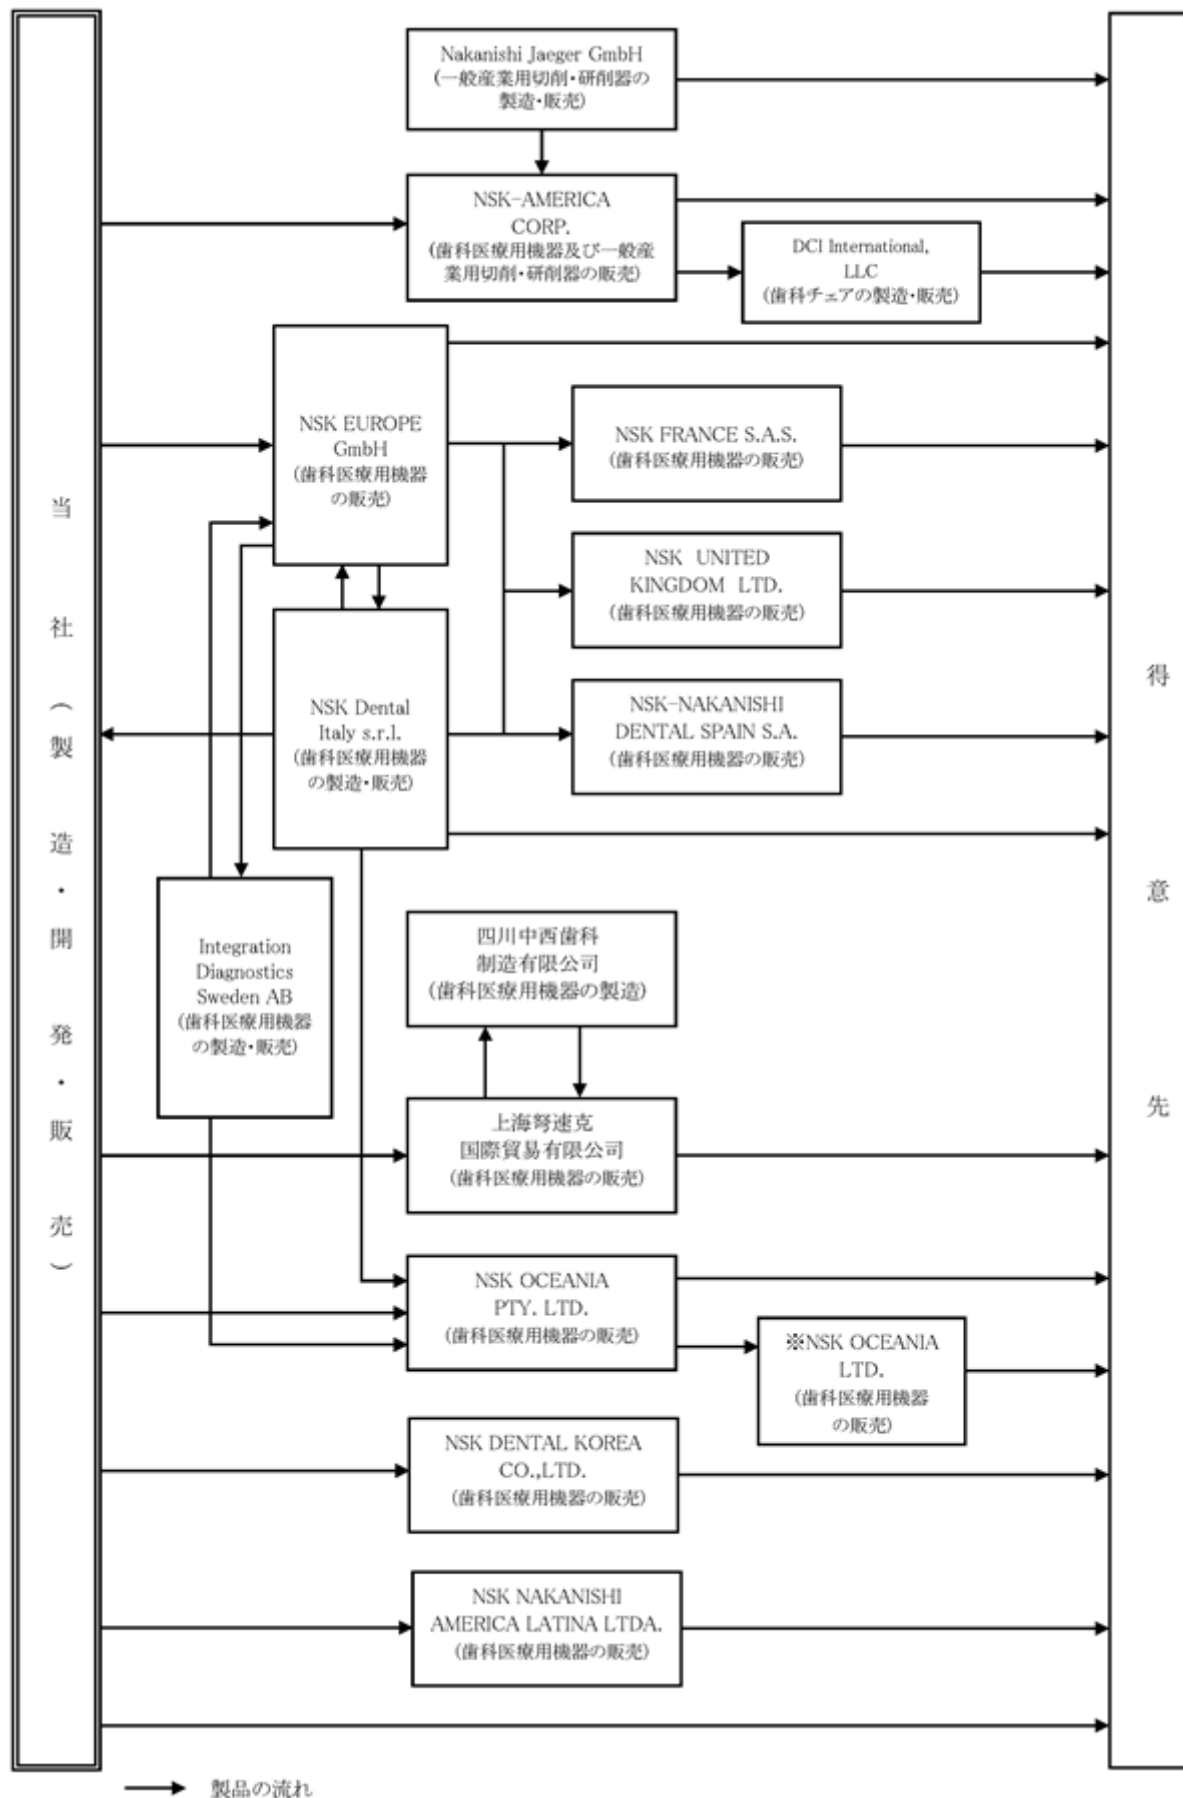 当社(製造・開発・販売)
Nakanishi Jaeger GmbH
(一般産業用切削・研削器の
製造・販売)
NSK-AMERICA
CORP.
(歯科医療用機器及び一般産
業用切削・研削器の販売)
DCI International,
LLC
(歯科チェアの製造・販売)
NSK EUROPE
GmbH
(歯科医療用機器
の販売)
NSK FRANCE S.A.S.
(歯科医療用機器の販売)
NSK UNITED
KINGDOM LTD.
(歯科医療用機器の販売)
NSK Dental
Italy s.r.l.
(歯科医療用機器
の製造・販売)
NSK-NAKANISHI
DENTAL SPAIN S.A.
(歯科医療用機器の販売)
Integration
Diagnostics
Sweden AB
(歯科医療用機器
の製造・販売)
四川中西歯科
制造有限公司
(歯科医療用機器の製造)
上海弩速克
国際貿易有限公司
(歯科医療用機器の販売)
NSK OCEANIA
PTY. LTD.
(歯科医療用機器の販売)
※NSK OCEANIA
LTD.
(歯科医療用機器
の販売)
NSK DENTAL KOREA
CO.,LTD.
(歯科医療用機器の販売)
NSK NAKANISHI
AMERICA LATINA LTDA.
(歯科医療用機器の販売)
得意先
製品の流れ